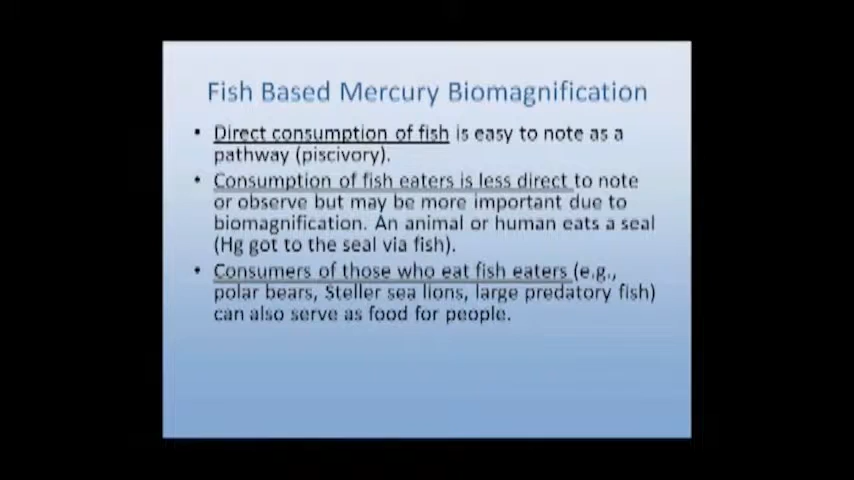 Fish Based Mercury Biomagnification
• Direct consumption of fish is easy to note as a
pathway (piscivory).
• Consumption of fish eaters is less direct to note
or observe but may be more important due to
biomagnification. An animal or human eats a seal
(Hg got to the seal via fish).
• Consumers of those who eat fish eaters (e.g.,
polar bears, Steller sea lions, large predatory fish)
can also serve as food for people.